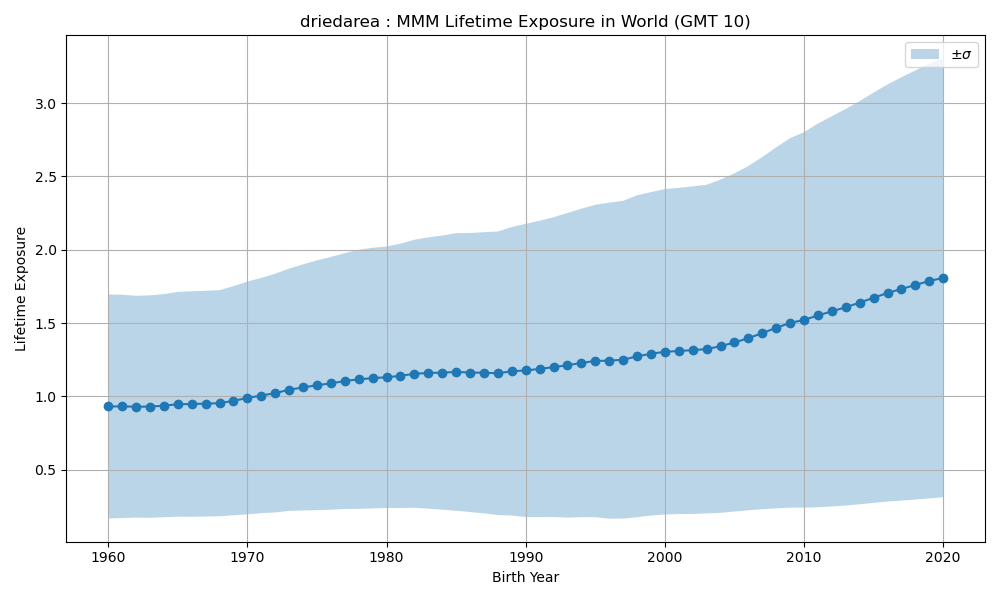 driedarea : MMM Lifetime Exposure in World (GMT 10)
±σ
3.0
2.5
2.0
1.5
1.0
0.5
Lifetime Exposure
1960 1970 1980 1990 2000 2010 2020
Birth Year